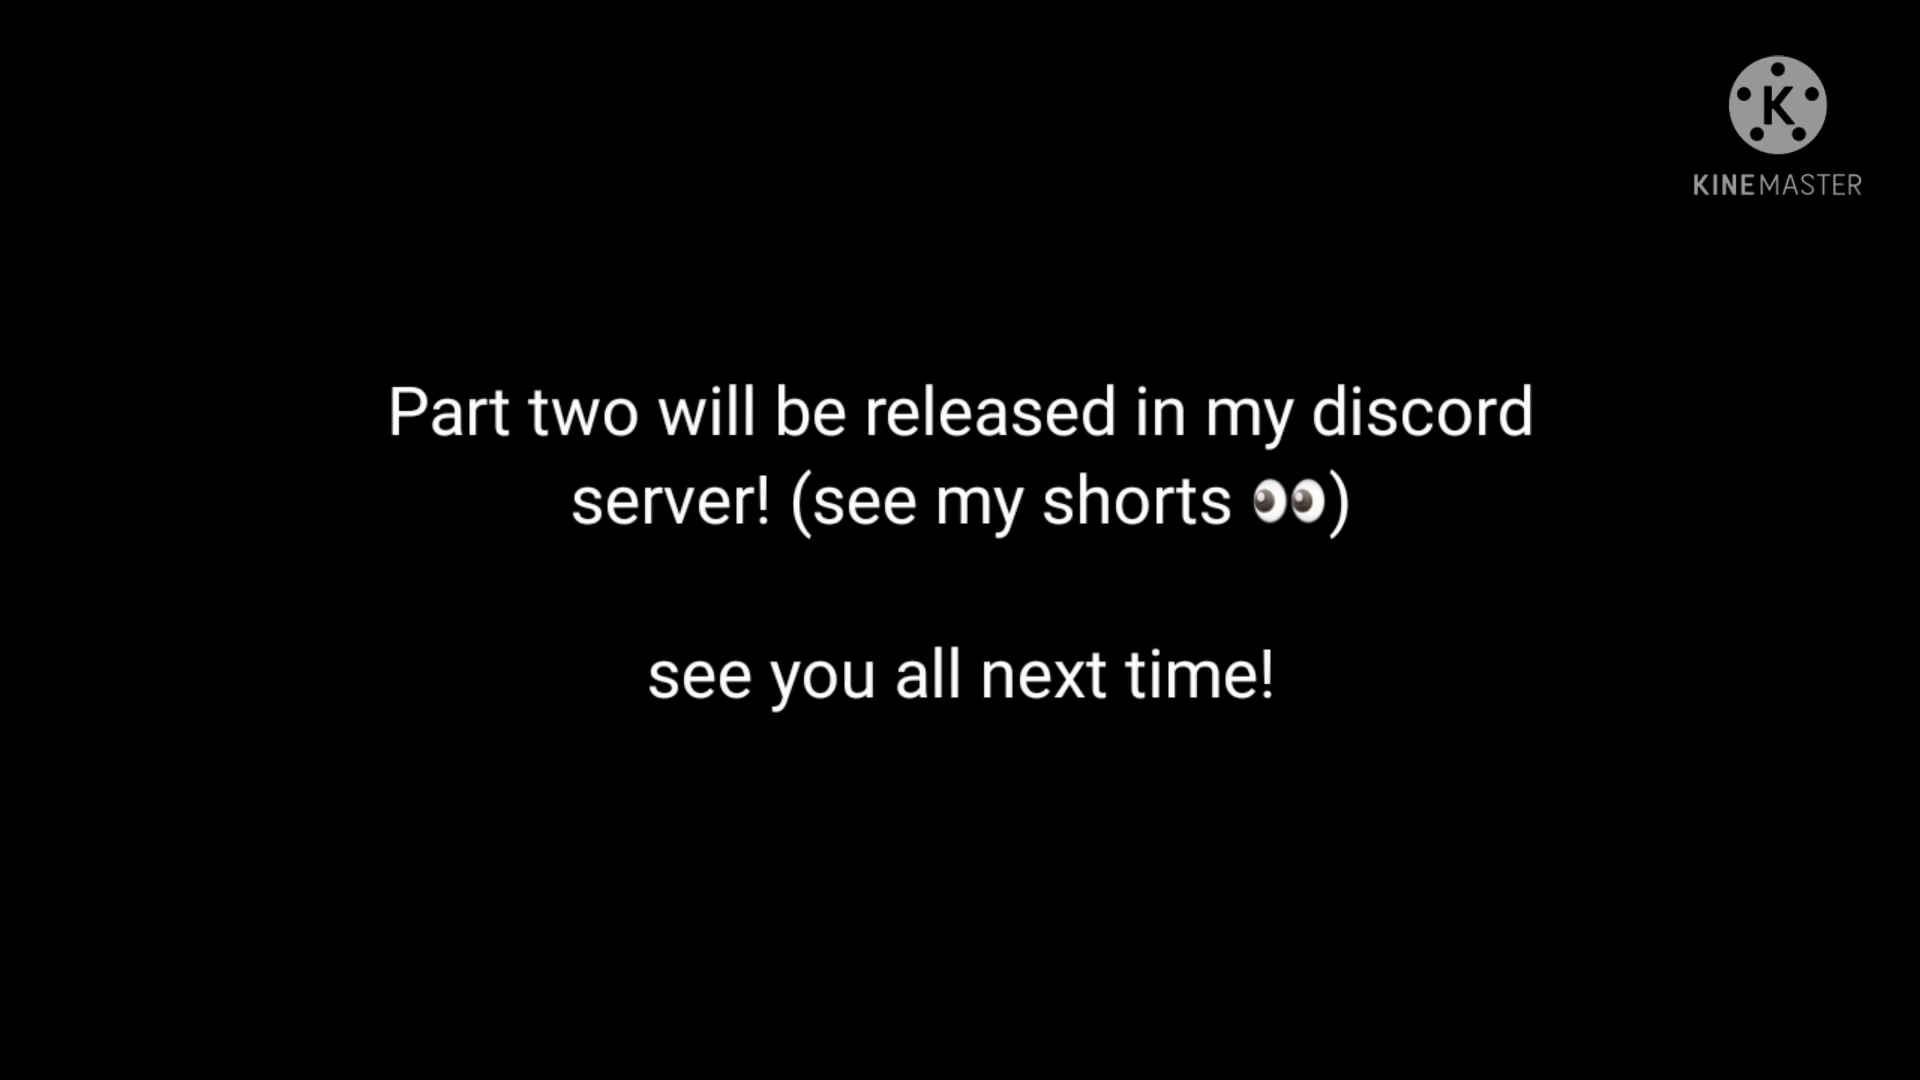 K
KINEMASTER
Part two will be released in my discord
server! (see my shorts 👀)
see you all next time!